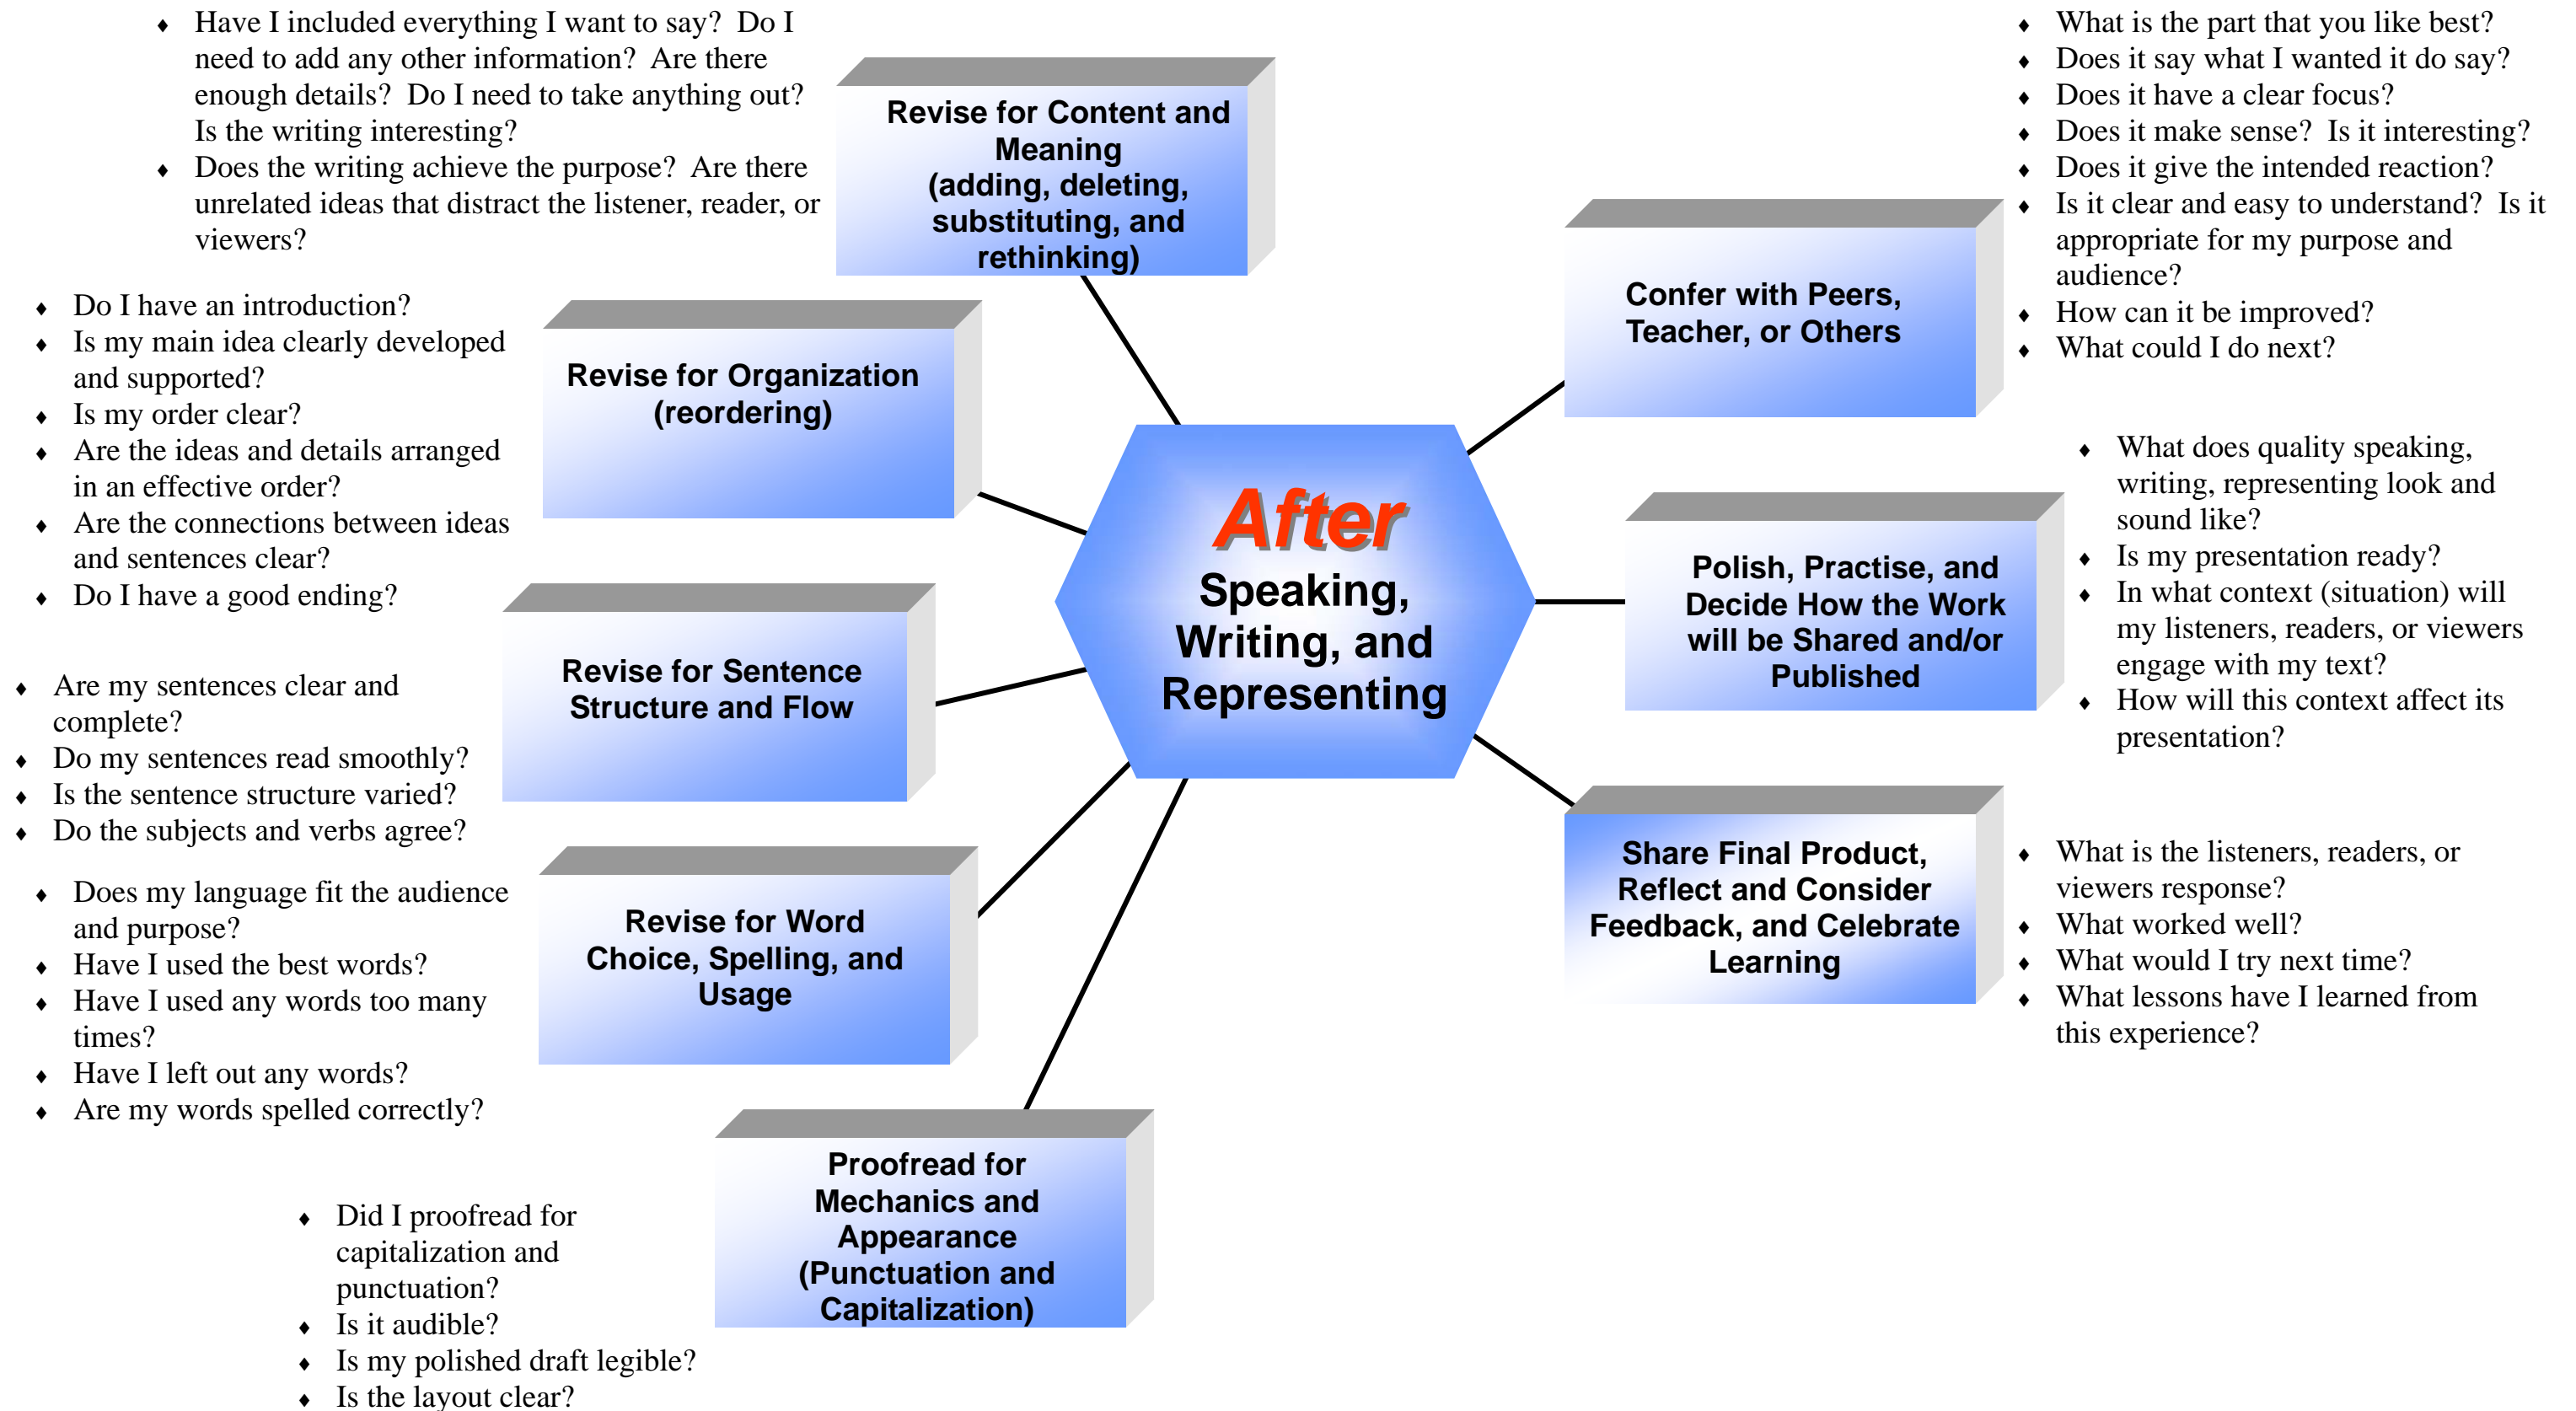 ♦ Have I included everything I want to say? Do I
need to add any other information? Are there
enough details? Do I need to take anything out?
Is the writing interesting?
♦ Does the writing achieve the purpose? Are there
unrelated ideas that distract the listener, reader, or
viewers?
Revise for Content and
Meaning
(adding, deleting,
substituting, and
rethinking)
♦ Do I have an introduction?
♦ Is my main idea clearly developed
and supported?
♦ Is my order clear?
♦ Are the ideas and details arranged
in an effective order?
♦ Are the connections between ideas
and sentences clear?
♦ Do I have a good ending?
Revise for Organization
(reordering)
♦ Are my sentences clear and
complete?
♦ Do my sentences read smoothly?
♦ Is the sentence structure varied?
♦ Do the subjects and verbs agree?
Revise for Sentence
Structure and Flow
♦ Does my language fit the audience
and purpose?
♦ Have I used the best words?
♦ Have I used any words too many
times?
♦ Have I left out any words?
♦ Are my words spelled correctly?
Revise for Word
Choice, Spelling, and
Usage
♦ Did I proofread for
capitalization and
punctuation?
♦ Is it audible?
♦ Is my polished draft legible?
♦ Is the layout clear?
Proofread for
Mechanics and
Appearance
(Punctuation and
Capitalization)
After
Speaking,
Writing, and
Representing
Confer with Peers,
Teacher, or Others
♦ What is the part that you like best?
♦ Does it say what I wanted it do say?
♦ Does it have a clear focus?
♦ Does it make sense? Is it interesting?
♦ Does it give the intended reaction?
♦ Is it clear and easy to understand? Is it
appropriate for my purpose and
audience?
♦ How can it be improved?
♦ What could I do next?
Polish, Practise, and
Decide How the Work
will be Shared and/or
Published
♦ What does quality speaking,
writing, representing look and
sound like?
♦ Is my presentation ready?
♦ In what context (situation) will
my listeners, readers, or viewers
engage with my text?
♦ How will this context affect its
presentation?
Share Final Product,
Reflect and Consider
Feedback, and Celebrate
Learning
♦ What is the listeners, readers, or
viewers response?
♦ What worked well?
♦ What would I try next time?
♦ What lessons have I learned from
this experience?